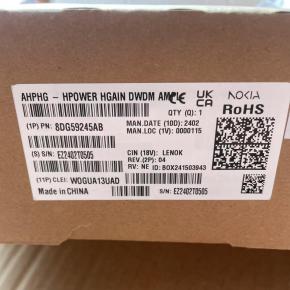 AHPHG - HPOWER HGAIN DWDM AM
CE
UK
CA
NOKIA
RoHS
QTY (Q): 1
(1P) PN: 8DG59245AB
MAN.DATE (10D): 2402
MAN.LOC (1V): 0000115
(S) S/N: EZ2402T0505
CIN (18V): LENOK
REV.(2P): 04
RV: NE ID: BOX241503943
(11P) CLEI: WOGUA13UAD
Made in CHINA
S/N: EZ2402T0505